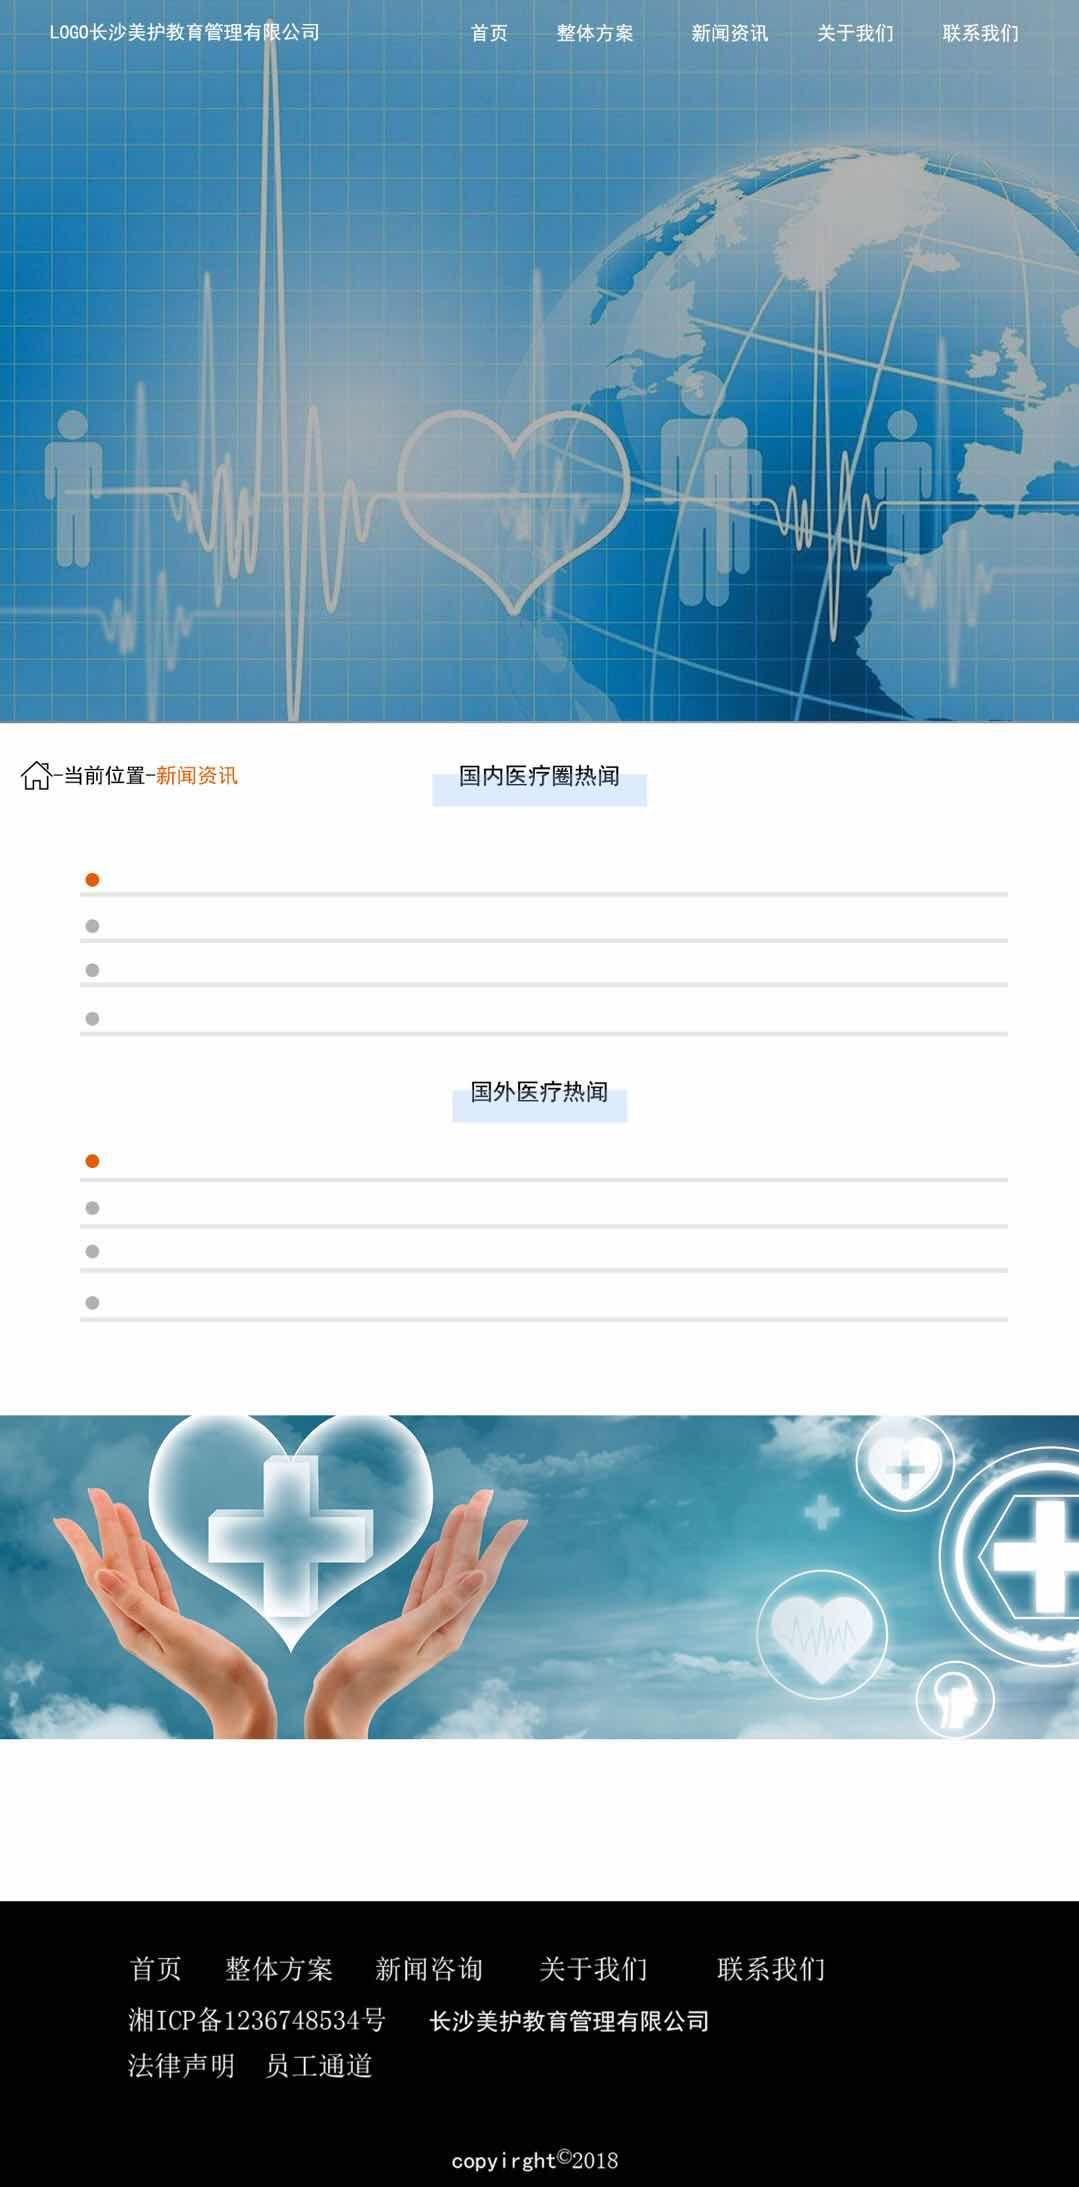 LOGO长沙美护教育管理有限公司 首页 整体方案 新闻资讯 关于我们 联系我们
-当前位置-新闻资讯
国内医疗圈热闻
国外医疗热闻
首页 整体方案 新闻咨询 关于我们 联系我们
湘ICP备1236748534号 长沙美护教育管理有限公司
法律声明 员工通道
copyirght©2018